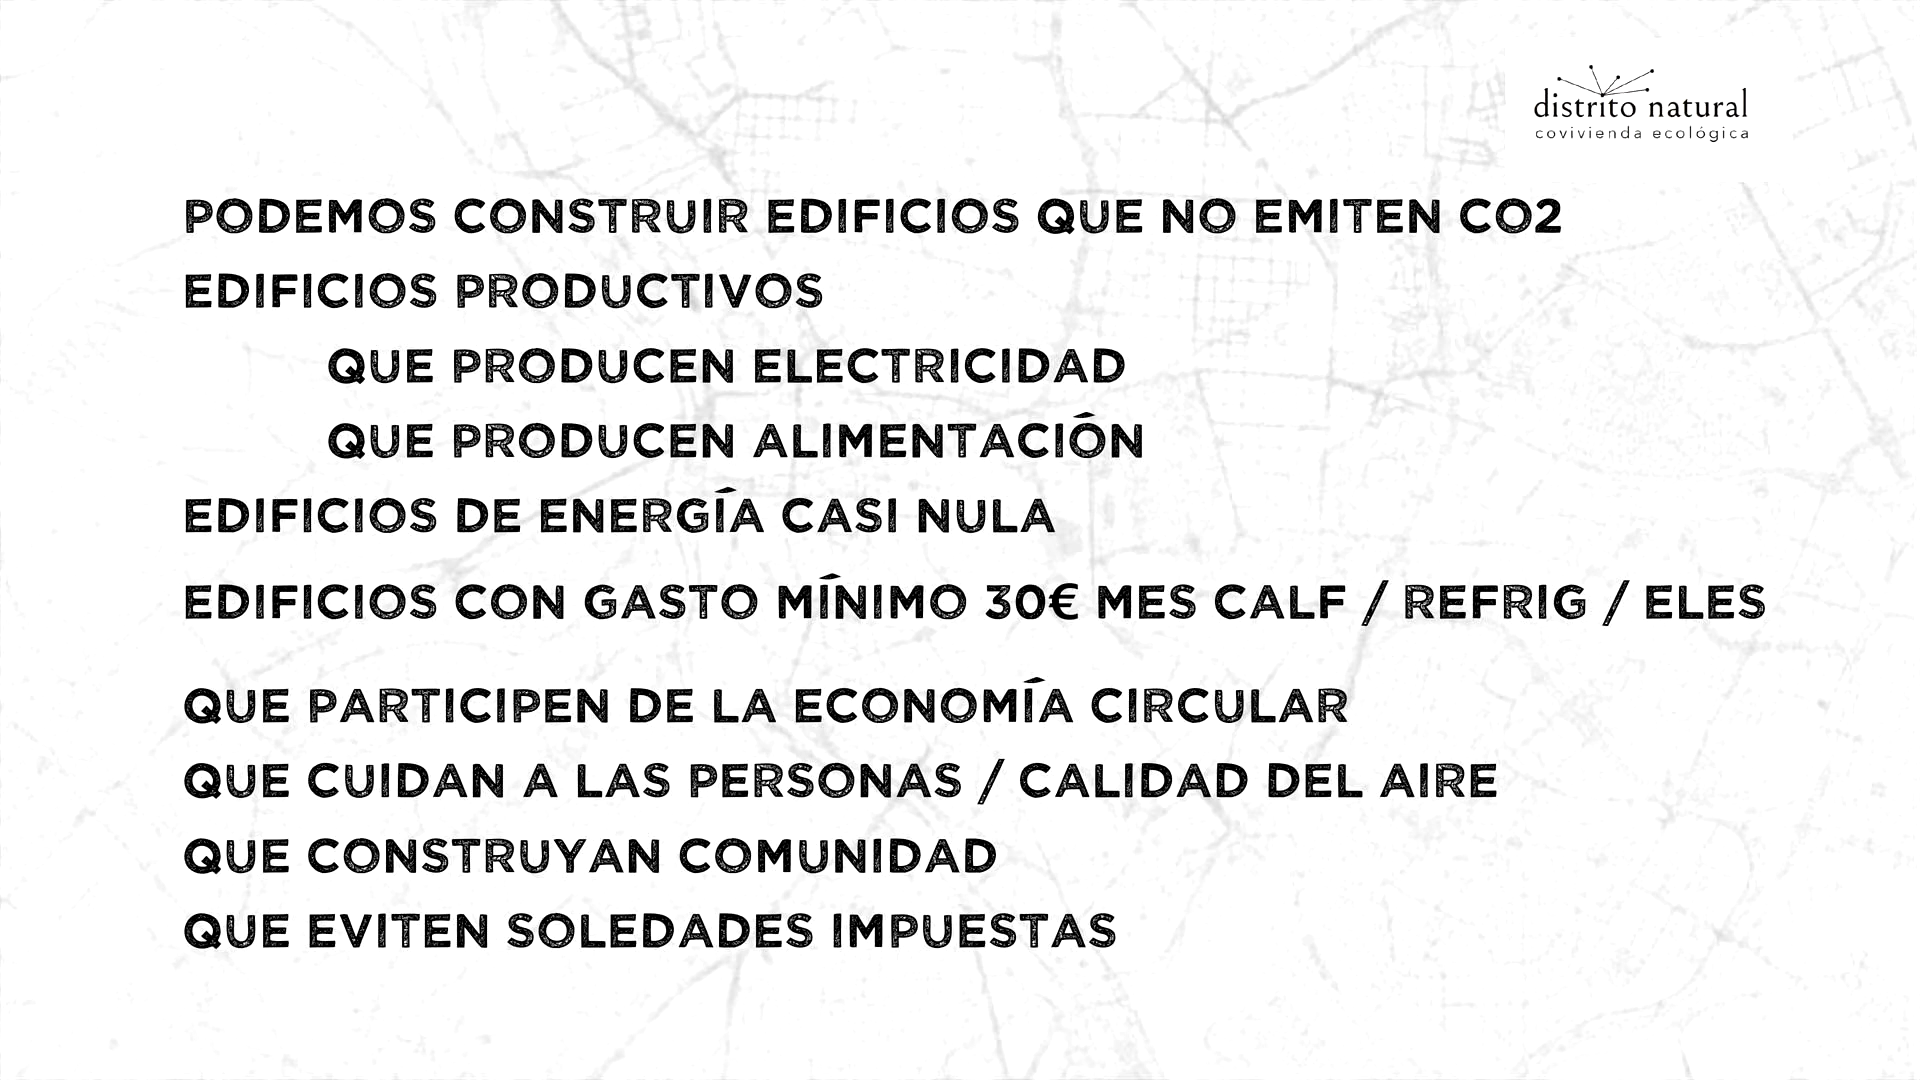 distrito natural
covivienda ecológica
PODEMOS CONSTRUIR EDIFICIOS QUE NO EMITEN CO2
EDIFICIOS PRODUCTIVOS
QUE PRODUCEN ELECTRICIDAD
QUE PRODUCEN ALIMENTACIÓN
EDIFICIOS DE ENERGÍA CASI NULA
EDIFICIOS CON GASTO MÍNIMO 30€ MES CALF / REFRIG / ELES
QUE PARTICIPEN DE LA ECONOMÍA CIRCULAR
QUE CUIDAN A LAS PERSONAS / CALIDAD DEL AIRE
QUE CONSTRUYAN COMUNIDAD
QUE EVITEN SOLEDADES IMPUESTAS